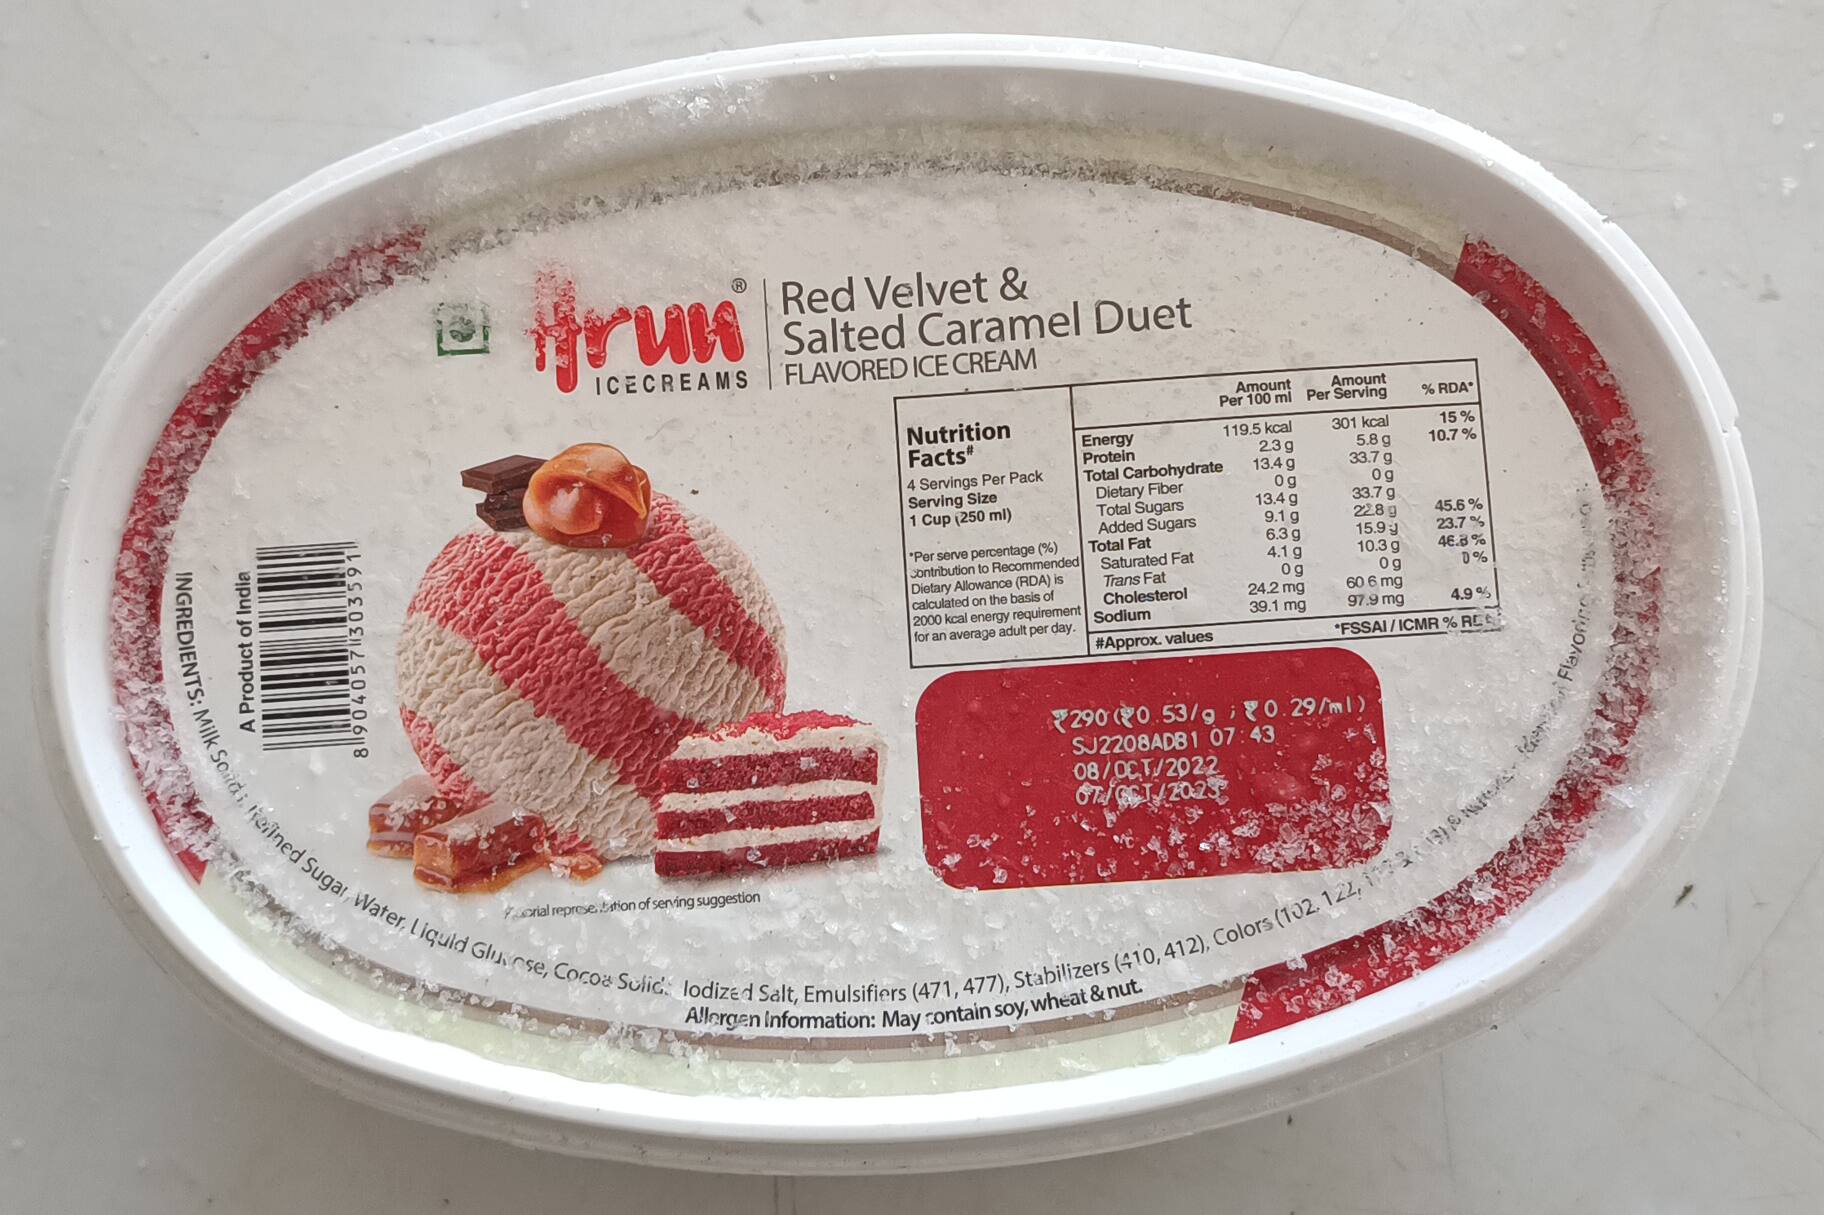 Arun®
ICECREAMS
Red Velvet &
Salted Caramel Duet
FLAVORED ICE CREAM
Nutrition
Facts#
4 Servings Per Pack
Serving Size
1 Cup (250 ml)
*Per serve percentage (%)
contribution to Recommended
Dietary Allowance (RDA) is
calculated on the basis of
2000 kcal energy requirement
for an average adult per day.
Amount Per 100 ml Amount Per Serving % RDA*
Energy 119.5 kcal 301 kcal 15 %
Protein 2.3 g 5.8 g 10.7 %
Total Carbohydrate 13.4 g 33.7 g
Dietary Fiber 0 g 0 g
Total Sugars 13.4 g 33.7 g
Added Sugars 9.1 g 22.8 g 45.6 %
Total Fat 6.3 g 15.9 g 23.7 %
Saturated Fat 4.1 g 10.3 g 46.8 %
Trans Fat 0 g 0 g 0 %
Cholesterol 24.2 mg 60.6 mg
Sodium 39.1 mg 97.9 mg 4.9 %
#Approx. values *FSSAI / ICMR %
A Product of India
8 904057 303591
₹290 (₹0.53/g ; ₹0.29/ml)
SJ2208ADB1 07:43
08/OCT/2022
07/OCT/2023
Pictorial representation of serving suggestion
INGREDIENTS: Milk Solids, Refined Sugar, Water, Liquid Glucose, Cocoa Solids, Iodized Salt, Emulsifiers (471, 477), Stabilizers (410, 412), Colors (102, 122, Flavoring
Allergen Information: May contain soy, wheat & nut.